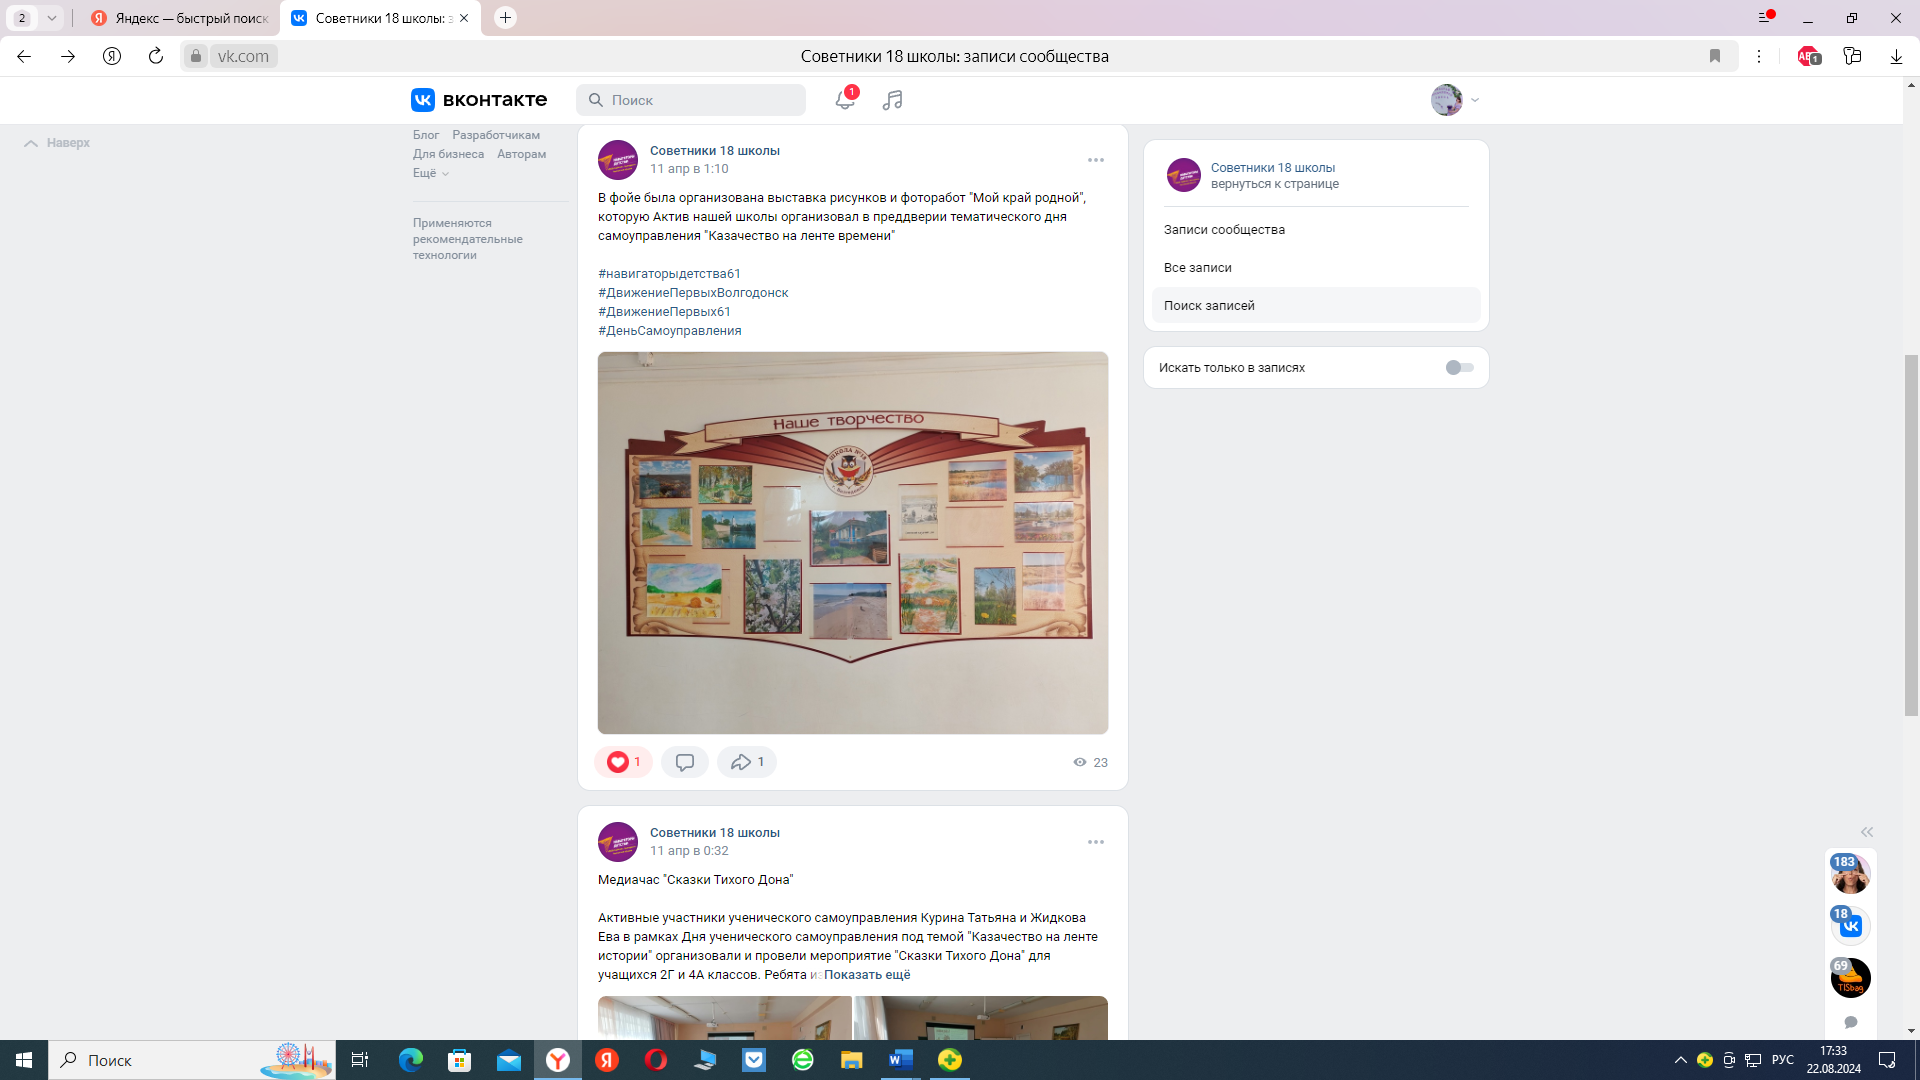 2
Яндекс — быстрый поиск
Советники 18 школы: з
vk.com
Советники 18 школы: записи сообщества
1
вконтакте
Поиск
1
Наверх
Блог Разработчикам
Для бизнеса Авторам
Ещё
Применяются
рекомендательные
технологии
Советники 18 школы
11 апр в 1:10
В фойе была организована выставка рисунков и фоторабот "Мой край родной",
которую Актив нашей школы организовал в преддверии тематического дня
самоуправления "Казачество на ленте времени"
#навигаторыдетства61
#ДвижениеПервыхВолгодонск
#ДвижениеПервых61
#ДеньСамоуправления
Наше творчество
ШКОЛА №18
г. Волгодонск
1
1
23
Советники 18 школы
11 апр в 0:32
Медиачас "Сказки Тихого Дона"
Активные участники ученического самоуправления Курина Татьяна и Жидкова
Ева в рамках Дня ученического самоуправления под темой "Казачество на ленте
истории" организовали и провели мероприятие "Сказки Тихого Дона" для
учащихся 2Г и 4А классов. Ребята из Показать ещё
Советники 18 школы
вернуться к странице
Записи сообщества
Все записи
Поиск записей
Искать только в записях
183
18
69
TISbag
Поиск
РУС
17:33
22.08.2024